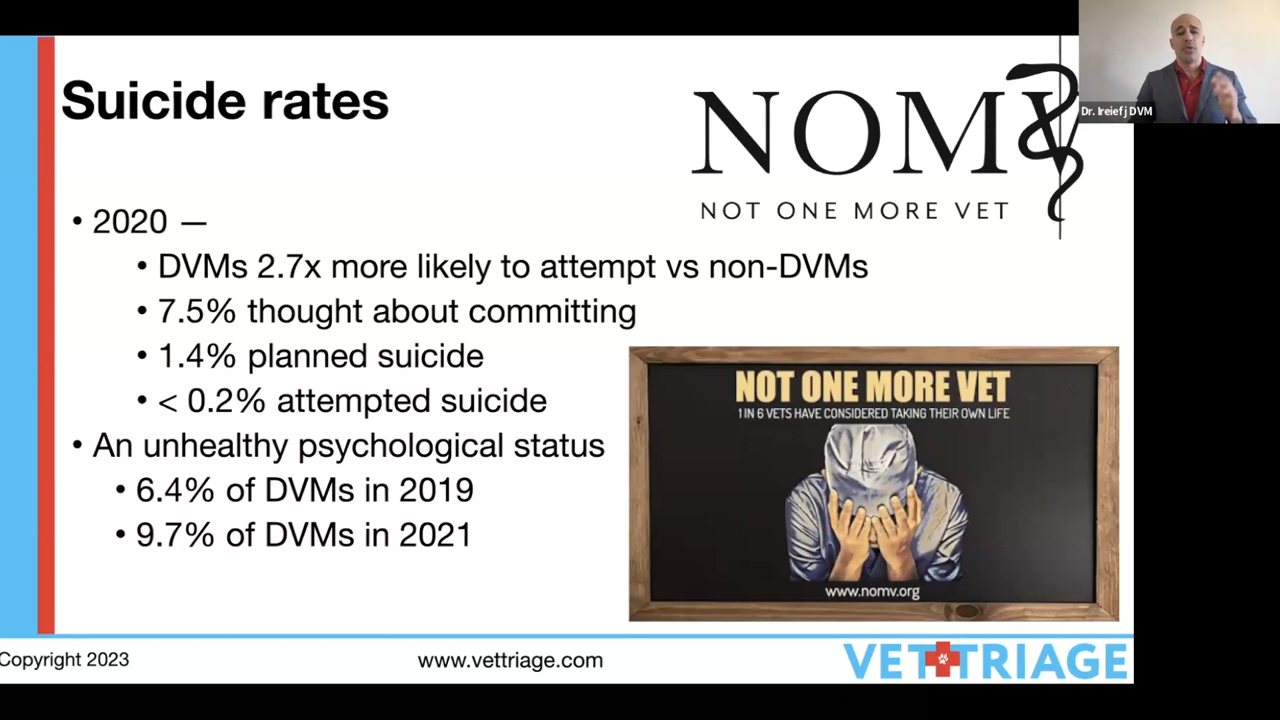 Suicide rates
NOMV
NOT ONE MORE VET
Dr. Ireief j DVM
• 2020 —
• DVMs 2.7x more likely to attempt vs non-DVMs
• 7.5% thought about committing
• 1.4% planned suicide
• < 0.2% attempted suicide
• An unhealthy psychological status
• 6.4% of DVMs in 2019
• 9.7% of DVMs in 2021
NOT ONE MORE VET
1 IN 6 VETS HAVE CONSIDERED TAKING THEIR OWN LIFE
www.nomv.org
Copyright 2023
www.vettriage.com
VET TRIAGE